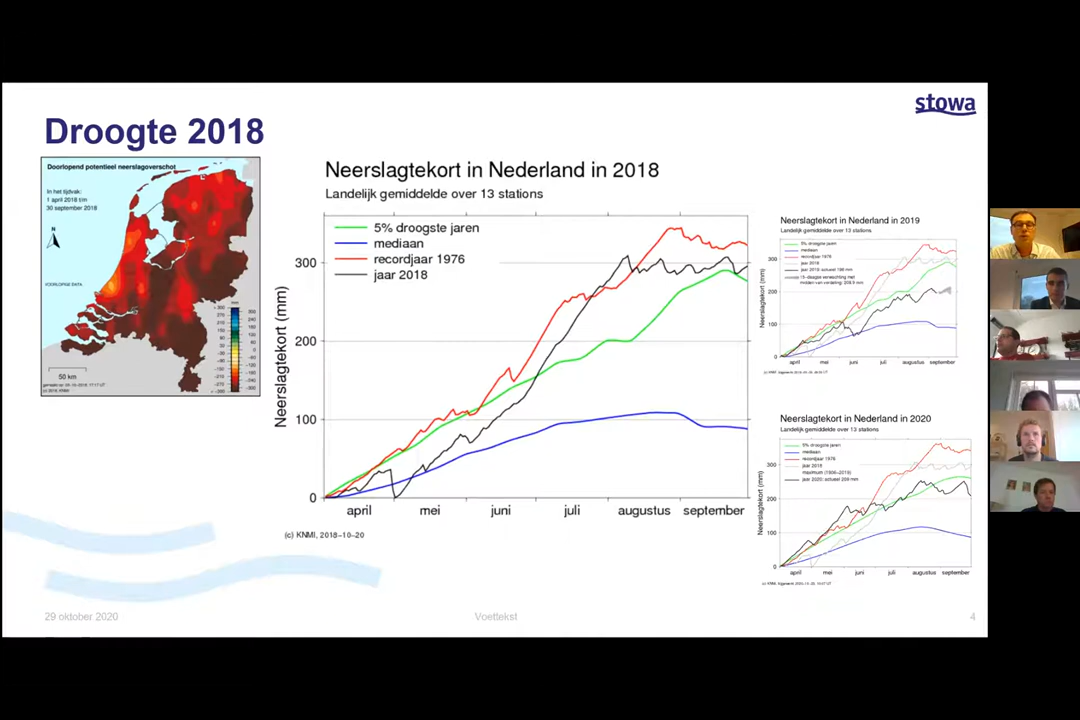 stowa
Droogte 2018
Doorlopend potentieel neerslagoverschot
In het tijdvak:
1 april 2018 t/m
30 september 2018
N
VOORLOPIGE DATA
50 km
mm
Neerslagtekort in Nederland in 2018
Landelijk gemiddelde over 13 stations
5% droogste jaren
mediaan
recordjaar 1976
jaar 2018
Neerslagtekort (mm)
300
200
100
0
april mei juni juli augustus september
(c) KNMI, 2018-10-20
Neerslagtekort in Nederland in 2019
Landelijk gemiddelde over 13 stations
5% droogste jaren
mediaan
recordjaar 1976
jaar 2018
Neerslagtekort (mm)
300
200
100
0
april mei juni juli augustus september
Neerslagtekort in Nederland in 2020
Landelijk gemiddelde over 13 stations
5% droogste jaren
mediaan
recordjaar 1976
Neerslagtekort (mm)
300
200
100
0
april mei juni juli augustus september
29 oktober 2020
Voettekst
4